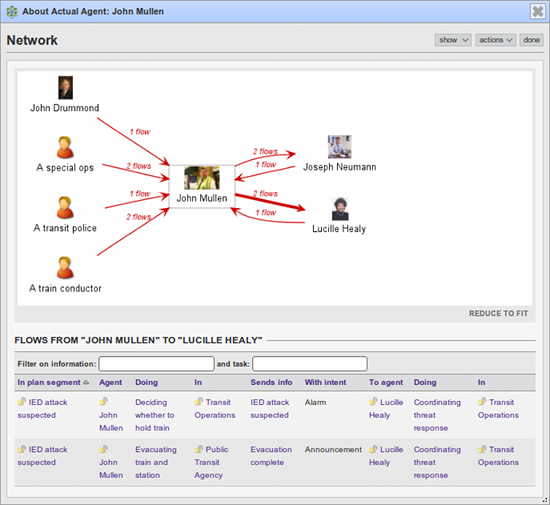 About Actual Agent: John Mullen
Network
show
actions
done
John Drummond
1 flow
A special ops
2 flows
2 flows
Joseph Neumann
1 flow
John Mullen
1 flow
A transit police
2 flows
1 flow
Lucille Healy
2 flows
A train conductor
REDUCE TO FIT
FLOWS FROM "JOHN MULLEN" TO "LUCILLE HEALY"
Filter on information: and task:
In plan segment Agent Doing In Sends info With intent To agent Doing In
IED attack Deciding Transit IED attack Alarm Lucille Coordinating Transit
suspected John whether to Operations suspected Healy threat Operations
Mullen hold train response
IED attack Evacuating Public Evacuation Announcement Lucille Coordinating Transit
suspected John train and Transit complete Healy threat Operations
Mullen station Agency response